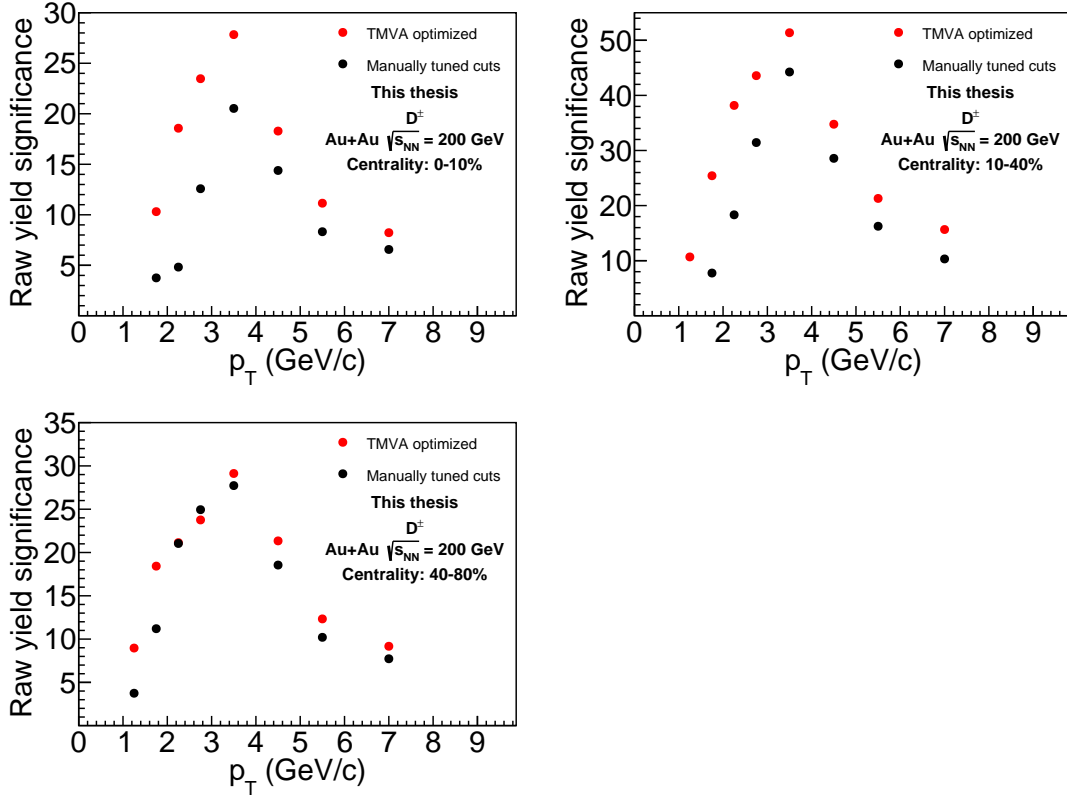 30
25
20
15
10
5
Raw yield significance
TMVA optimized
Manually tuned cuts
This thesis
D±
Au+Au √sNN = 200 GeV
Centrality: 0-10%
0 1 2 3 4 5 6 7 8 9
pT (GeV/c)
50
40
30
20
10
Raw yield significance
TMVA optimized
Manually tuned cuts
This thesis
D±
Au+Au √sNN = 200 GeV
Centrality: 10-40%
0 1 2 3 4 5 6 7 8 9
pT (GeV/c)
35
30
25
20
15
10
5
Raw yield significance
TMVA optimized
Manually tuned cuts
This thesis
D±
Au+Au √sNN = 200 GeV
Centrality: 40-80%
0 1 2 3 4 5 6 7 8 9
pT (GeV/c)